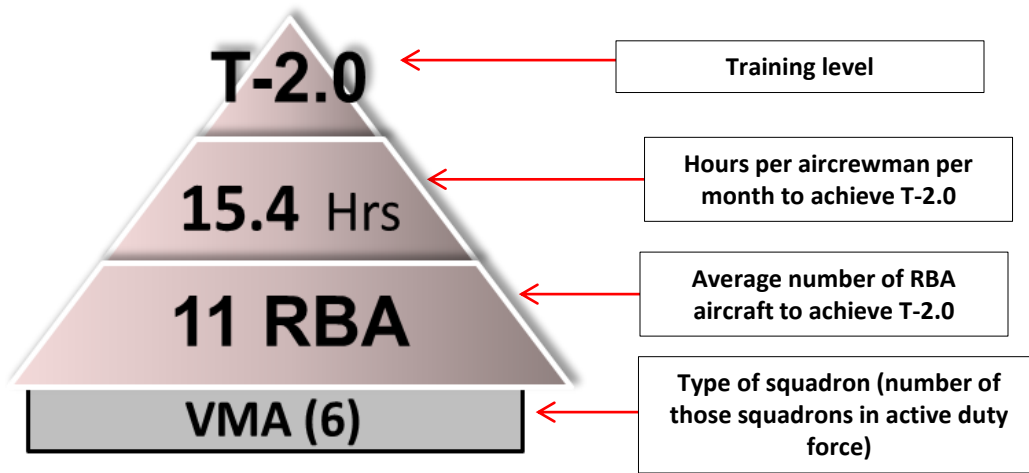 T-2.0
Training level
15.4 Hrs
Hours per aircrewman per
month to achieve T-2.0
11 RBA
Average number of RBA
aircraft to achieve T-2.0
VMA (6)
Type of squadron (number of
those squadrons in active duty
force)